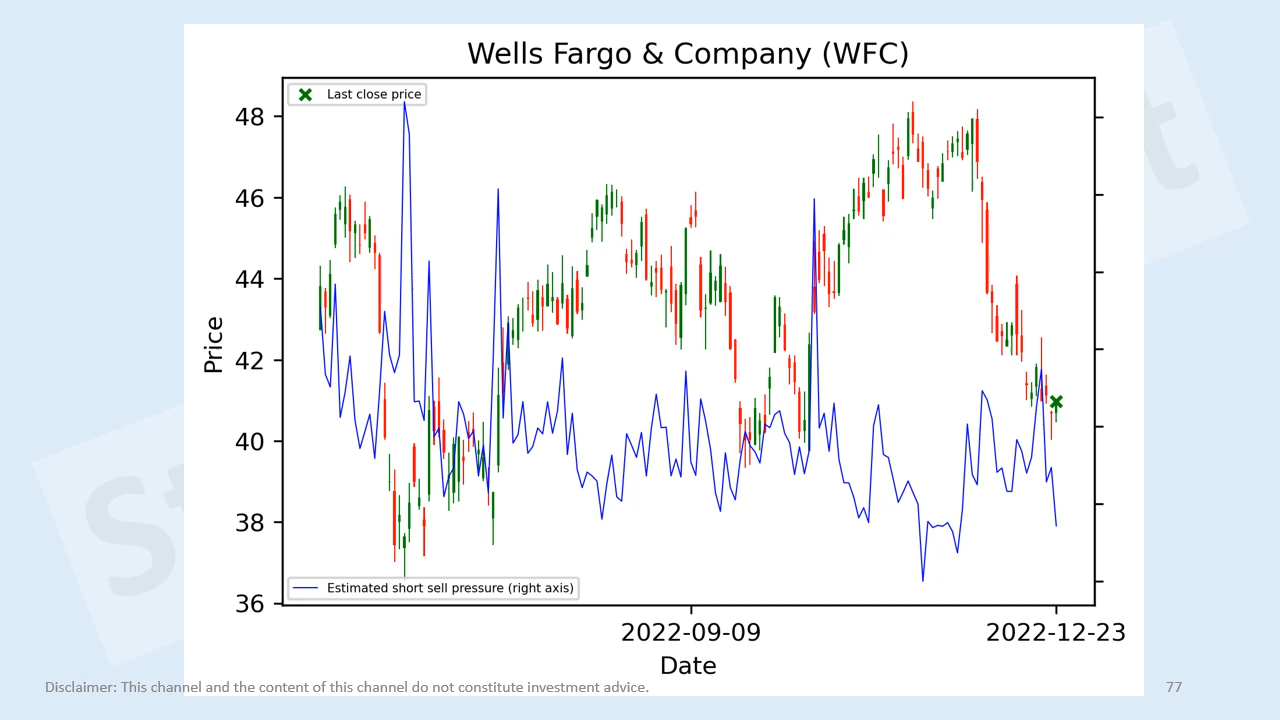 Wells Fargo & Company (WFC)
Last close price
48
46
44
42
40
38
36
Price
Estimated short sell pressure (right axis)
2022-09-09
2022-12-23
Date
Disclaimer: This channel and the content of this channel do not constitute investment advice.
77